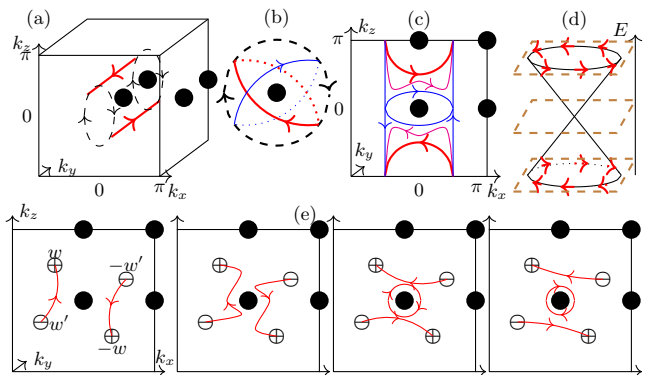 (a)
(b)
(c)
(d)
k_z
π
0
k_y
0
π
k_x
k_z
π
0
k_y
0
π
k_x
E
(e)
k_z
w
−w′
w′
−w
k_y
k_x